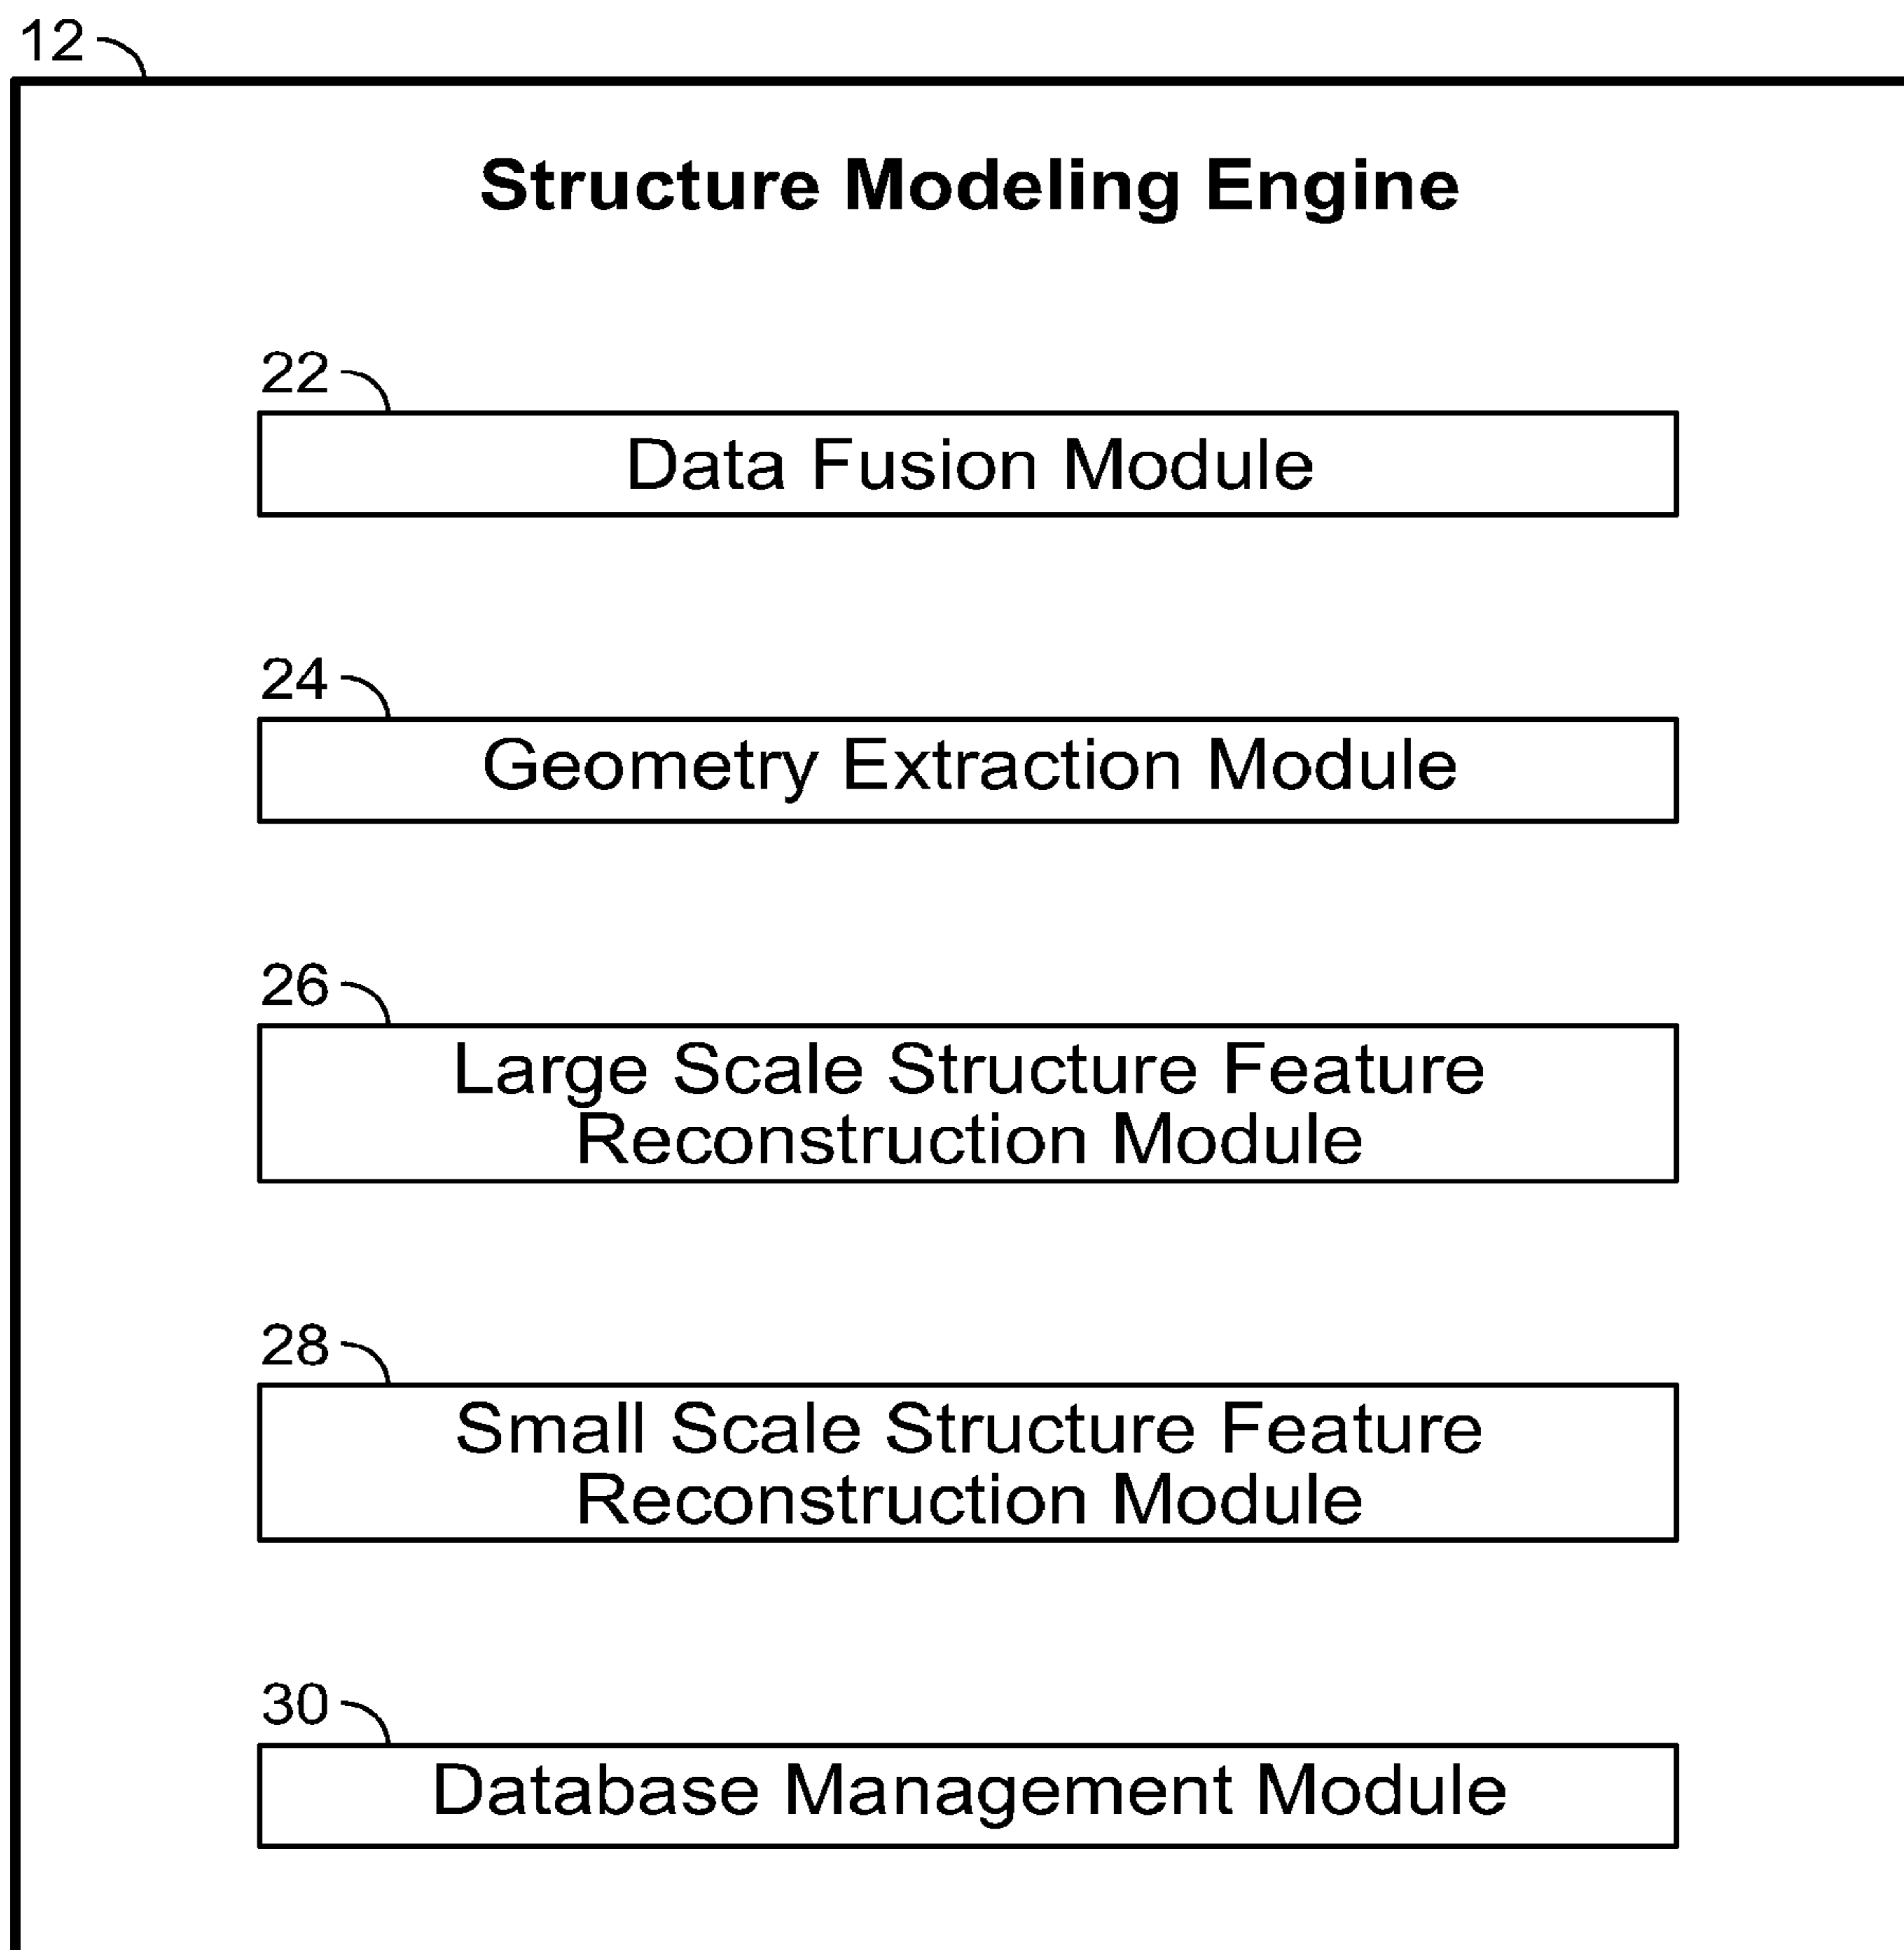 12
Structure Modeling Engine
22
Data Fusion Module
24
Geometry Extraction Module
26
Large Scale Structure Feature
Reconstruction Module
28
Small Scale Structure Feature
Reconstruction Module
30
Database Management Module